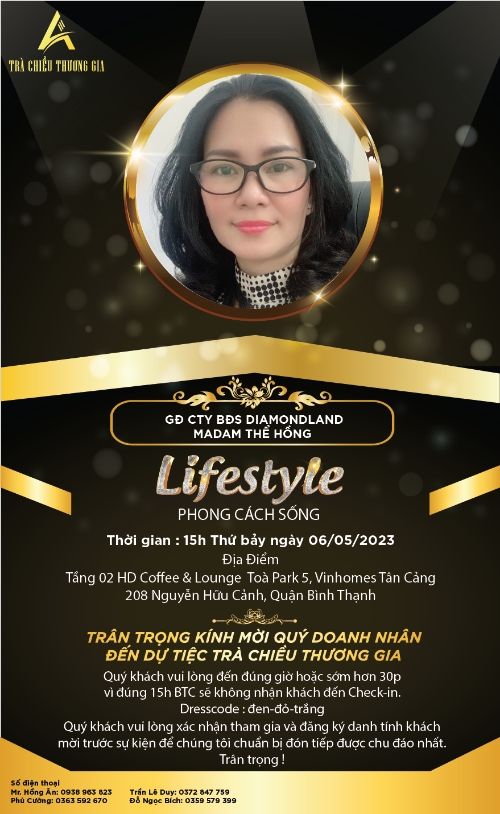 TRÀ CHIỀU THƯƠNG GIA
GĐ CTY BĐS DIAMONDLAND
MADAM THẾ HỒNG
Lifestyle
PHONG CÁCH SỐNG
Thời gian : 15h Thứ bảy ngày 06/05/2023
Địa Điểm
Tầng 02 HD Coffee & Lounge Toà Park 5, Vinhomes Tân Cảng
208 Nguyễn Hữu Cảnh, Quận Bình Thạnh
TRÂN TRỌNG KÍNH MỜI QUÝ DOANH NHÂN
ĐẾN DỰ TIỆC TRÀ CHIỀU THƯƠNG GIA
Quý khách vui lòng đến đúng giờ hoặc sớm hơn 30p
vì đúng 15h BTC sẽ không nhận khách đến Check-in.
Dresscode : đen-đỏ-trắng
Quý khách vui lòng xác nhận tham gia và đăng ký danh tính khách
mời trước sự kiện để chúng tôi chuẩn bị đón tiếp được chu đáo nhất.
Trân trọng !
Số điện thoại
Mr. Hồng Ân: 0938 963 823 Trần Lê Duy: 0372 847 759
Phú Cường: 0363 592 670 Đỗ Ngọc Bích: 0359 579 399